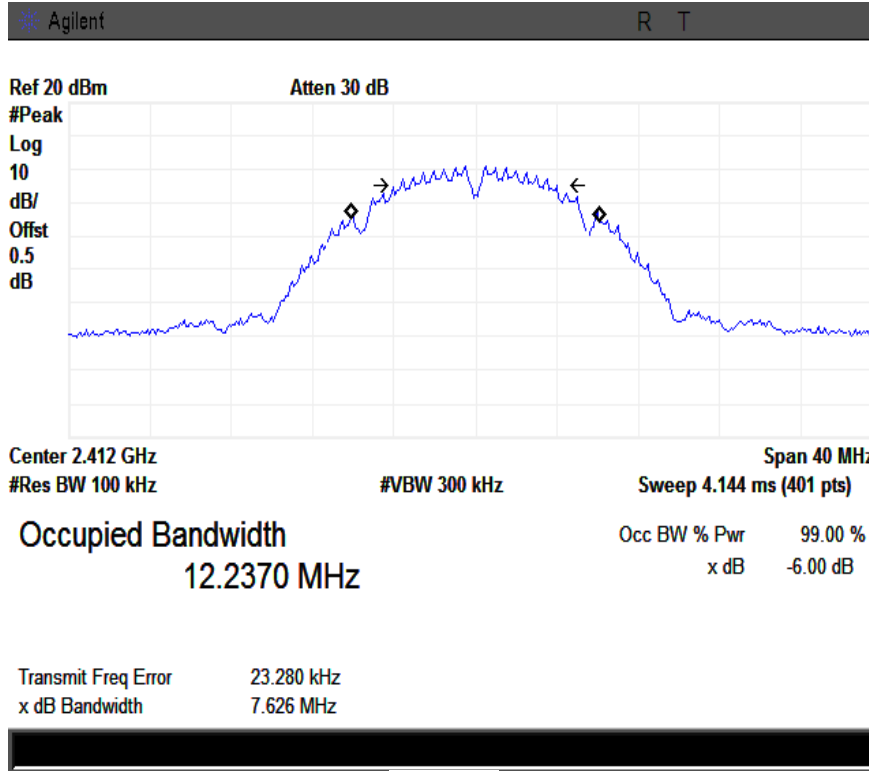 Agilent R T
Ref 20 dBm Atten 30 dB
#Peak
Log
10
dB/
Offst
0.5
dB
Center 2.412 GHz Span 40 MHz
#Res BW 100 kHz #VBW 300 kHz Sweep 4.144 ms (401 pts)
Occupied Bandwidth Occ BW % Pwr 99.00 %
12.2370 MHz x dB -6.00 dB
Transmit Freq Error 23.280 kHz
x dB Bandwidth 7.626 MHz